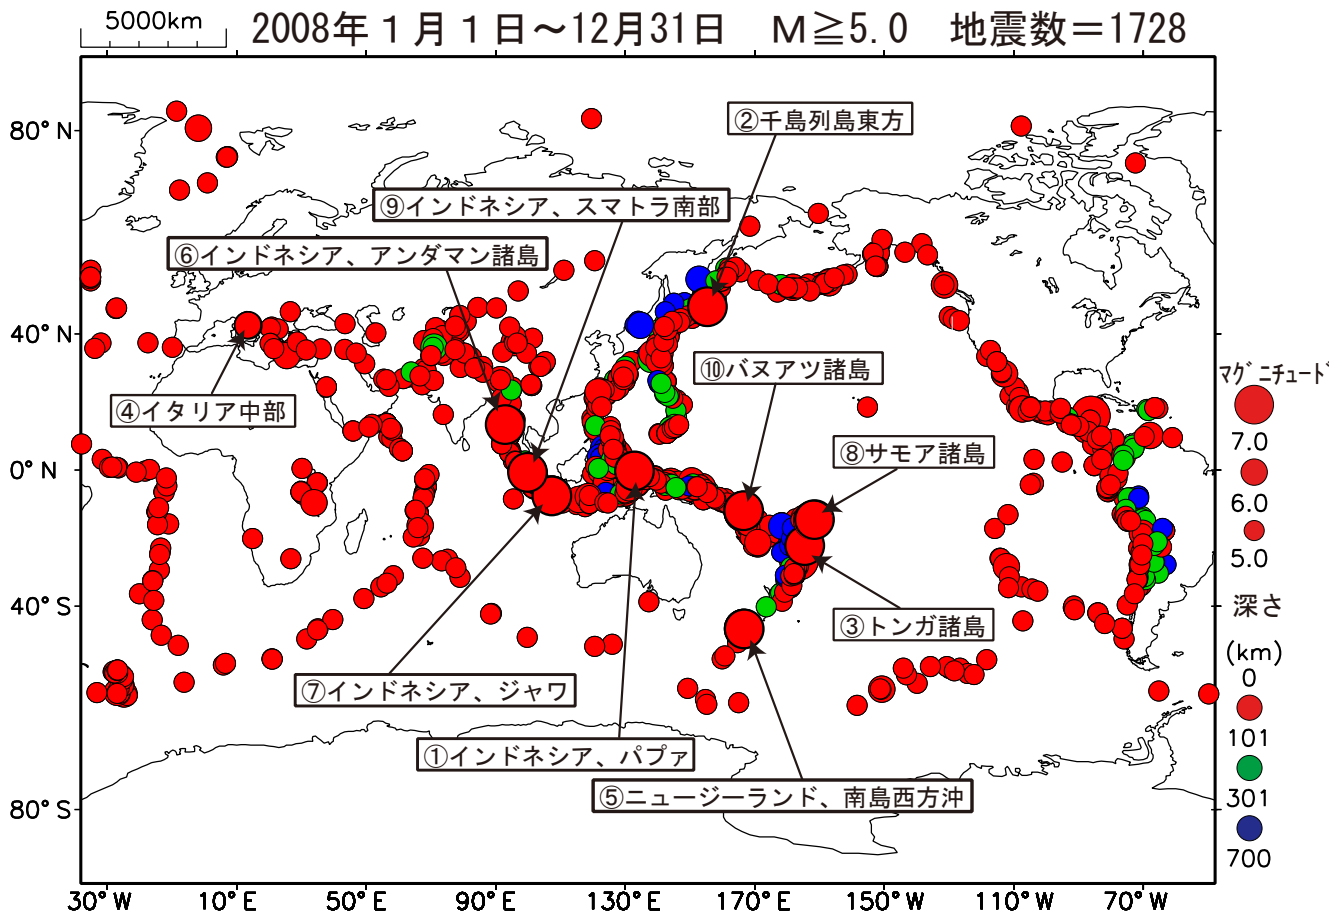 5000km
2008年１月１日～12月31日　M≧5.0　地震数＝1728
80°N
40°N
0°N
40°S
80°S
30°W
10°E
50°E
90°E
130°E
170°E
150°W
110°W
70°W
②千島列島東方
⑨インドネシア、スマトラ南部
⑥インドネシア、アンダマン諸島
⑩バヌアツ諸島
④イタリア中部
⑧サモア諸島
③トンガ諸島
⑦インドネシア、ジャワ
①インドネシア、パプァ
⑤ニュージーランド、南島西方沖
ﾏｸﾞﾆﾁｭｰﾄﾞ
7.0
6.0
5.0
深さ
(km)
0
101
301
700